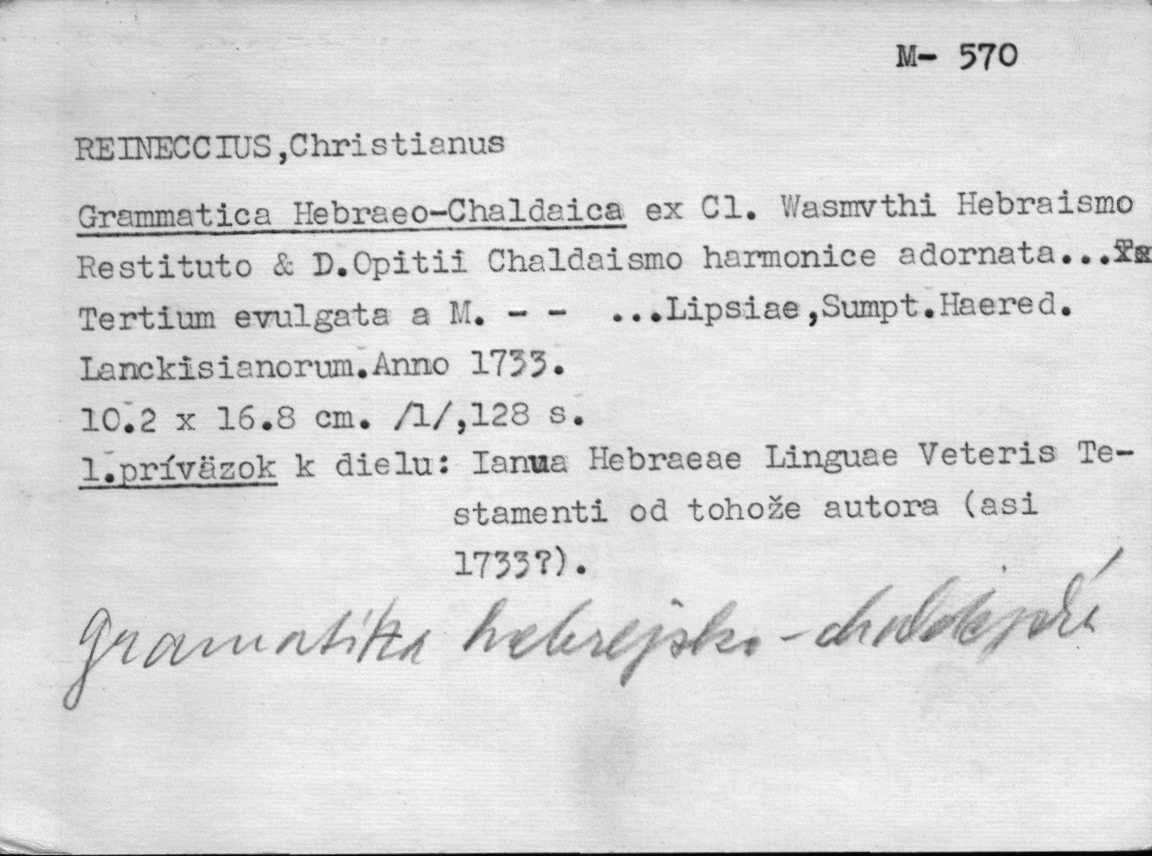 M- 570
REINECCIUS,Christianus
Grammatica Hebraeo-Chaldaica ex Cl. Wasmvthi Hebraismo
Restituto & D.Opitii Chaldaismo harmonice adornata...
Tertium evulgata a M. - - ...Lipsiae,Sumpt.Haered.
Lanckisianorum.Anno 1733.
10.2 x 16.8 cm. /1/,128 s.
1.príväzok k dielu: Ianua Hebraeae Linguae Veteris Te-
stamenti od tohože autora (asi
1733?).
gramatika hebrejsko-